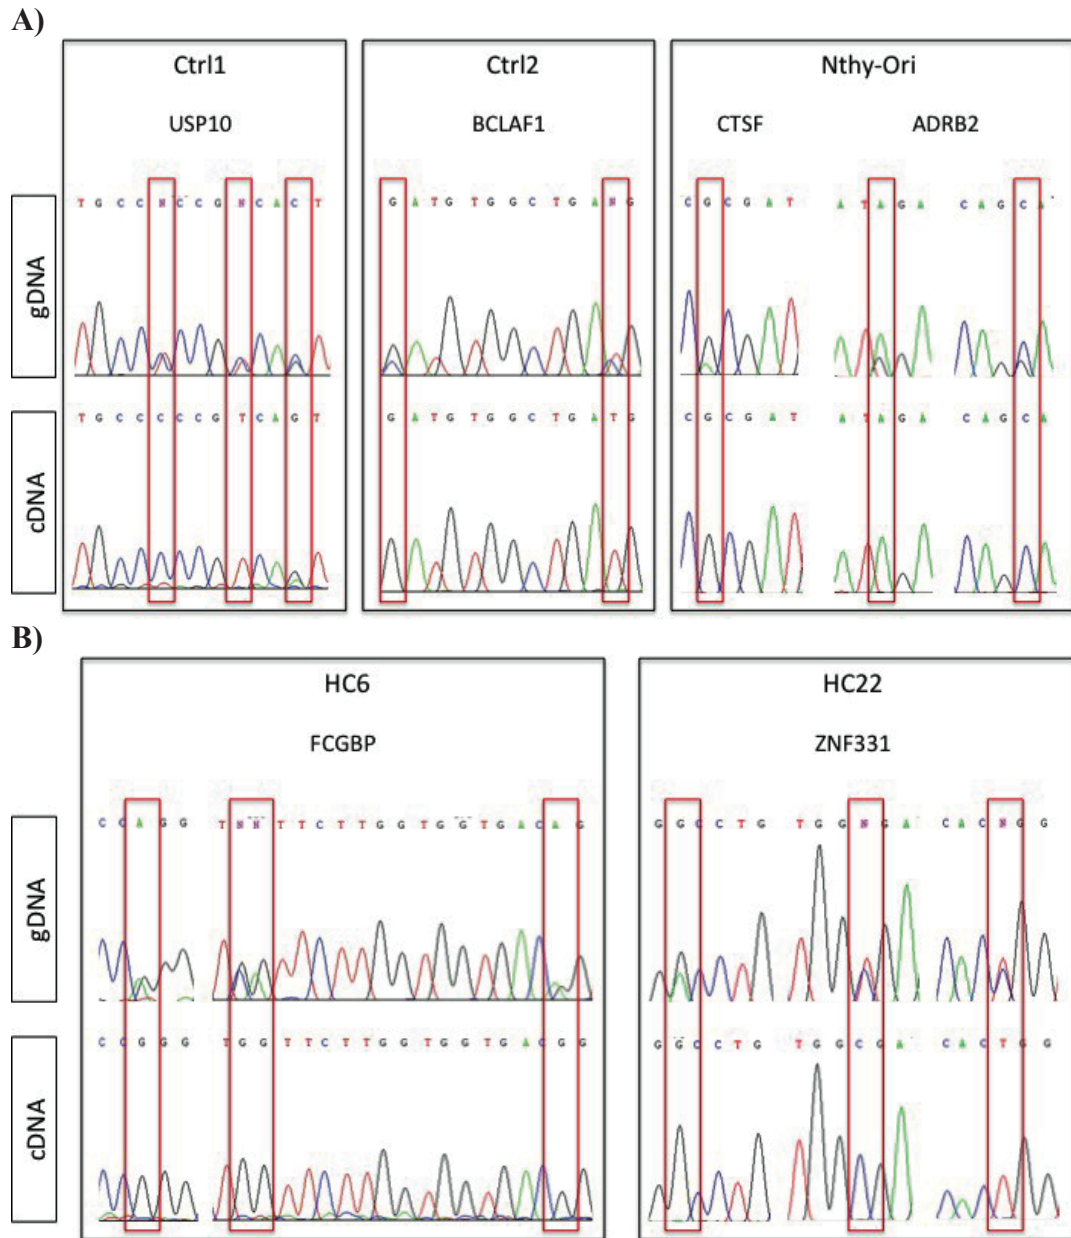 A)
Ctrl1 Ctrl2 Nthy-Ori
USP10 BCLAF1 CTSF ADRB2
gDNA
T G C C N C C G N C A C T G A T G T G G C T G A N G C G C G A T A T A G A C A G C A
cDNA
T G C C C C C G T C A G T G A T G T G G C T G A T G C G C G A T A T A G A C A G C A
B)
HC6 HC22
FCGBP ZNF331
gDNA
C C A G G T N N T T C T T G G T G G T G A C A G G G C C T G T G G N G A C A C N G G
cDNA
C C G G G T G G T T C T T G G T G G T G A C G G G G C C T G T G G C G A C A C T G G